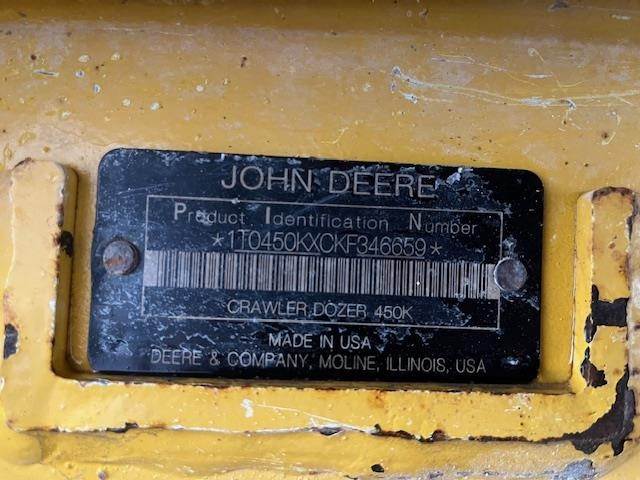 JOHN DEERE
Product Identification Number
*1T0450KXCKF346659*
CRAWLER DOZER 450K
MADE IN USA
DEERE & COMPANY, MOLINE, ILLINOIS, USA